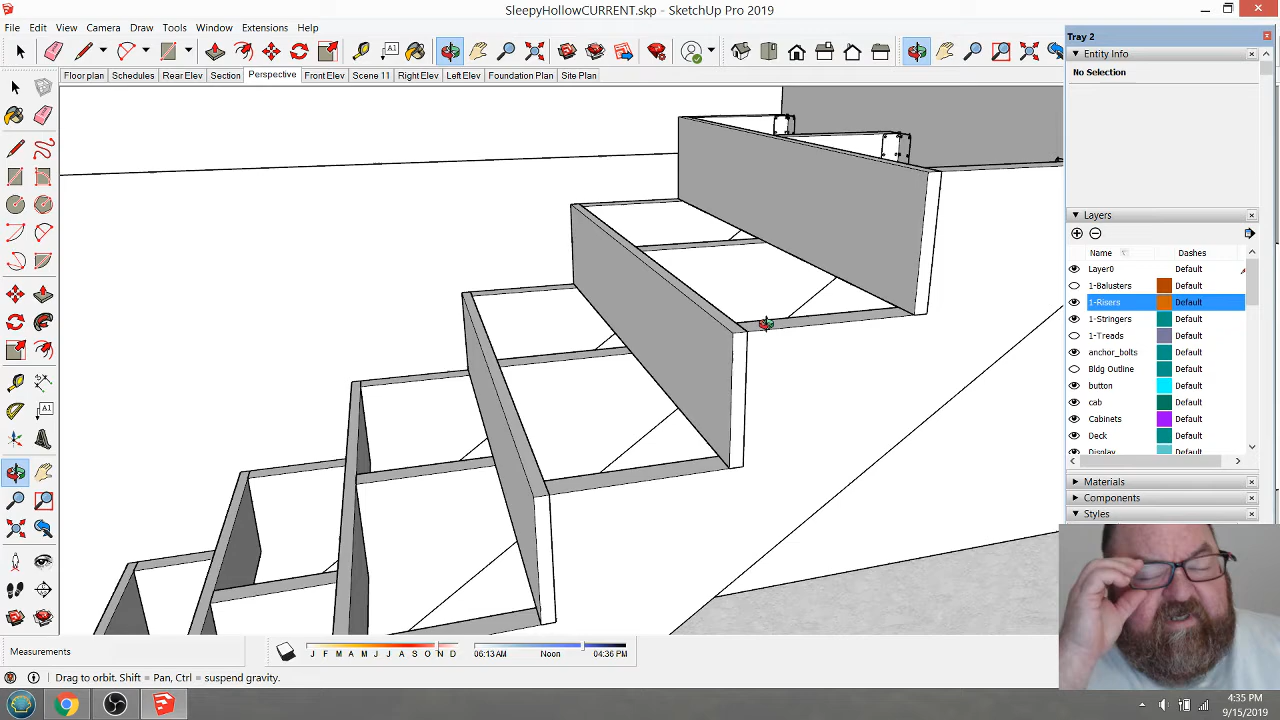 SleepyHollowCURRENT.skp - SketchUp Pro 2019
File Edit View Camera Draw Tools Window Extensions Help
Floor plan Schedules Rear Elev Section Perspective Front Elev Scene 11 Right Elev Left Elev Foundation Plan Site Plan
Tray 2
Entity Info
No Selection
Layers
Name Dashes
Layer0 Default
1-Balusters Default
1-Risers Default
1-Stringers Default
1-Treads Default
anchor_bolts Default
Bldg Outline Default
button Default
cab Default
Cabinets Default
Deck Default
Display Default
Materials
Components
Styles
Measurements
J F M A M J J A S O N D
06:13 AM Noon 04:36 PM
Drag to orbit. Shift = Pan, Ctrl = suspend gravity.
4:35 PM
9/15/2019